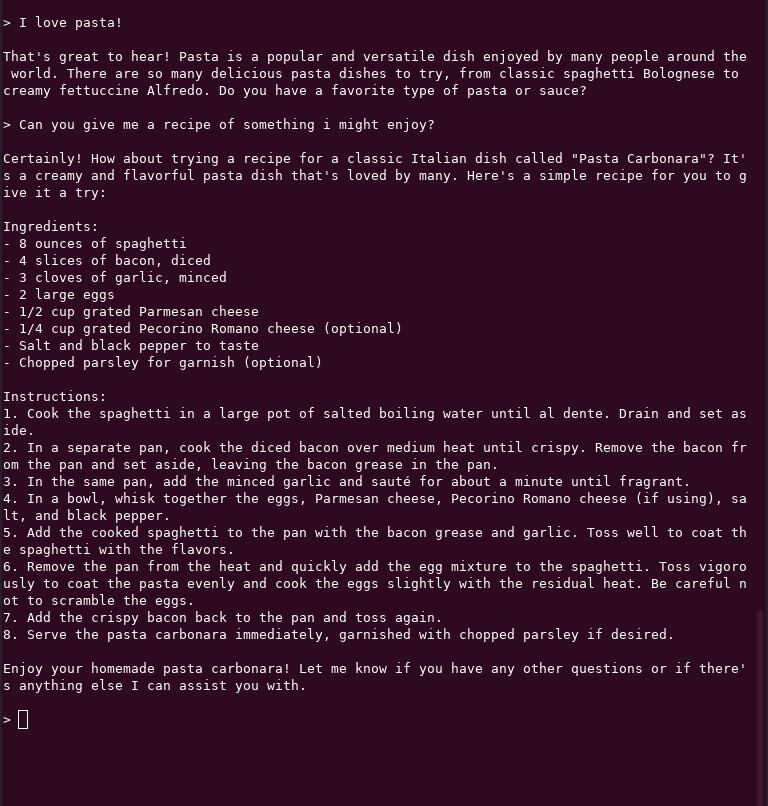 > I love pasta!
That's great to hear! Pasta is a popular and versatile dish enjoyed by many people around the
world. There are so many delicious pasta dishes to try, from classic spaghetti Bolognese to
creamy fettuccine Alfredo. Do you have a favorite type of pasta or sauce?
> Can you give me a recipe of something i might enjoy?
Certainly! How about trying a recipe for a classic Italian dish called "Pasta Carbonara"? It'
s a creamy and flavorful pasta dish that's loved by many. Here's a simple recipe for you to g
ive it a try:
Ingredients:
- 8 ounces of spaghetti
- 4 slices of bacon, diced
- 3 cloves of garlic, minced
- 2 large eggs
- 1/2 cup grated Parmesan cheese
- 1/4 cup grated Pecorino Romano cheese (optional)
- Salt and black pepper to taste
- Chopped parsley for garnish (optional)
Instructions:
1. Cook the spaghetti in a large pot of salted boiling water until al dente. Drain and set as
ide.
2. In a separate pan, cook the diced bacon over medium heat until crispy. Remove the bacon fr
om the pan and set aside, leaving the bacon grease in the pan.
3. In the same pan, add the minced garlic and sauté for about a minute until fragrant.
4. In a bowl, whisk together the eggs, Parmesan cheese, Pecorino Romano cheese (if using), sa
lt, and black pepper.
5. Add the cooked spaghetti to the pan with the bacon grease and garlic. Toss well to coat th
e spaghetti with the flavors.
6. Remove the pan from the heat and quickly add the egg mixture to the spaghetti. Toss vigoro
usly to coat the pasta evenly and cook the eggs slightly with the residual heat. Be careful n
ot to scramble the eggs.
7. Add the crispy bacon back to the pan and toss again.
8. Serve the pasta carbonara immediately, garnished with chopped parsley if desired.
Enjoy your homemade pasta carbonara! Let me know if you have any other questions or if there'
s anything else I can assist you with.
>